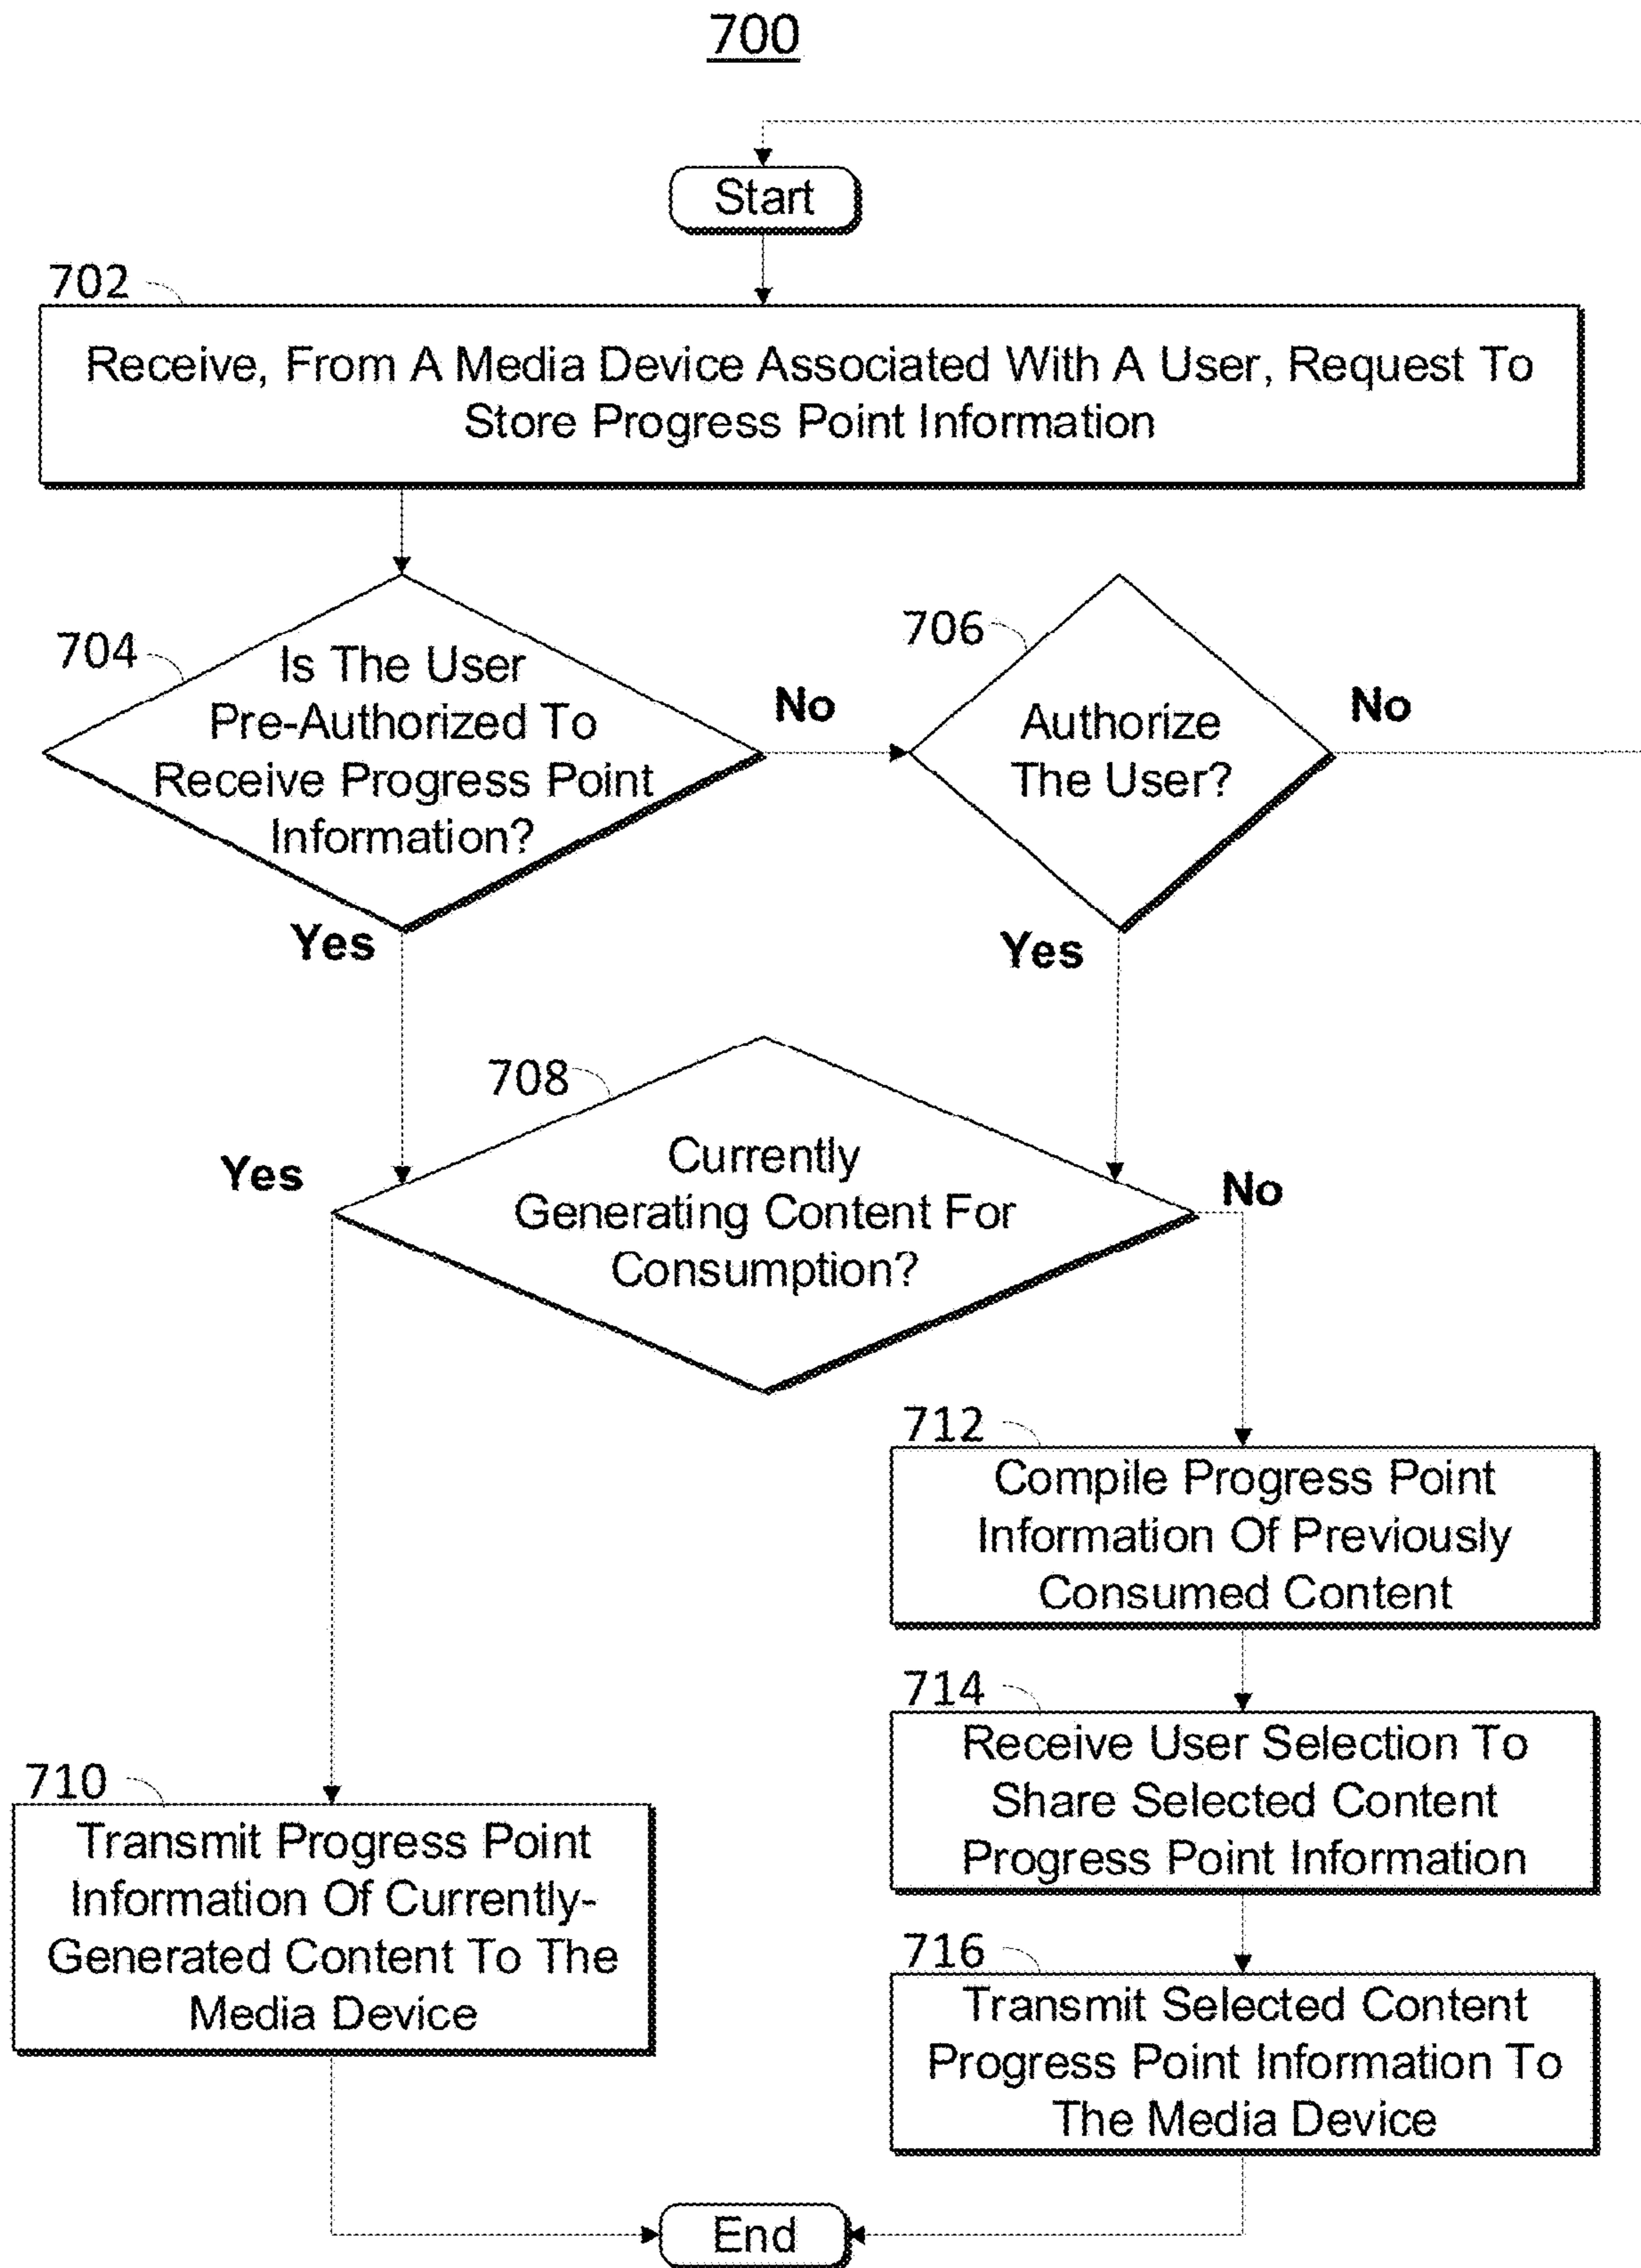 700
Start
702
Receive, From A Media Device Associated With A User, Request To
Store Progress Point Information
704
Is The User
Pre-Authorized To
Receive Progress Point
Information?
No
Yes
706
Authorize
The User?
No
Yes
708
Currently
Generating Content For
Consumption?
Yes
No
712
Compile Progress Point
Information Of Previously
Consumed Content
714
Receive User Selection To
Share Selected Content
Progress Point Information
710
Transmit Progress Point
Information Of Currently-
Generated Content To The
Media Device
716
Transmit Selected Content
Progress Point Information To
The Media Device
End